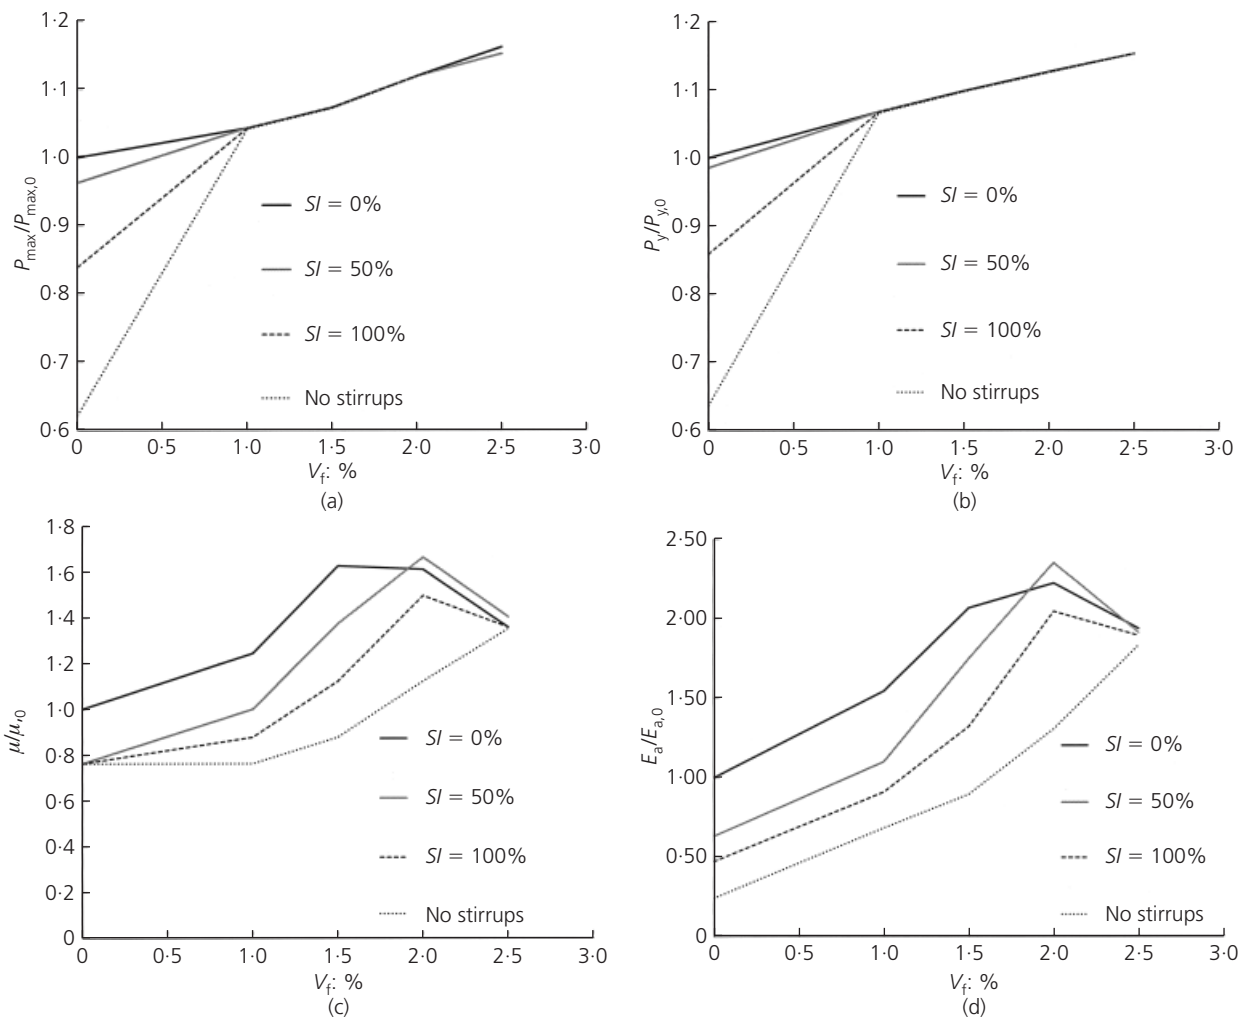 1·2
1·1
1·0
0·9
0·8
0·7
0·6
P_max/P_max,0
SI = 0%
SI = 50%
SI = 100%
No stirrups
0 0·5 1·0 1·5 2·0 2·5 3·0
V_f: %
(a)
1·2
1·1
1·0
0·9
0·8
0·7
0·6
P_y/P_y,0
SI = 0%
SI = 50%
SI = 100%
No stirrups
0 0·5 1·0 1·5 2·0 2·5 3·0
V_f: %
(b)
1·8
1·6
1·4
1·2
1·0
0·8
0·6
0·4
0·2
0
μ/μ,0
SI = 0%
SI = 50%
SI = 100%
No stirrups
0 0·5 1·0 1·5 2·0 2·5 3·0
V_f: %
(c)
2·50
2·00
1·50
1·00
0·50
0
E_a/E_a,0
SI = 0%
SI = 50%
SI = 100%
No stirrups
0 0·5 1·0 1·5 2·0 2·5 3·0
V_f: %
(d)